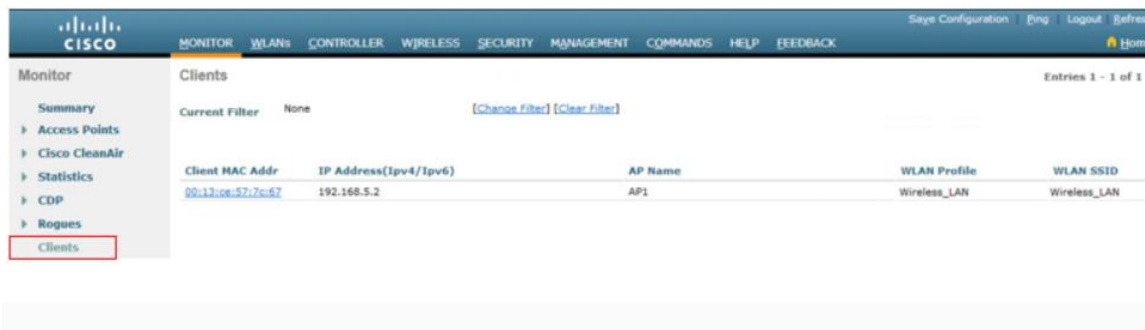 Save Configuration Ping Logout Refres
CISCO MONITOR WLANs CONTROLLER WIRELESS SECURITY MANAGEMENT COMMANDS HELP FEEDBACK Hom
Monitor
Summary
Access Points
Cisco CleanAir
Statistics
CDP
Rogues
Clients
Clients Entries 1 - 1 of 1
Current Filter None [Change Filter] [Clear Filter]
Client MAC Addr IP Address(Ipv4/Ipv6) AP Name WLAN Profile WLAN SSID
00:13:ce:57:7c:67 192.168.5.2 AP1 Wireless_LAN Wireless_LAN